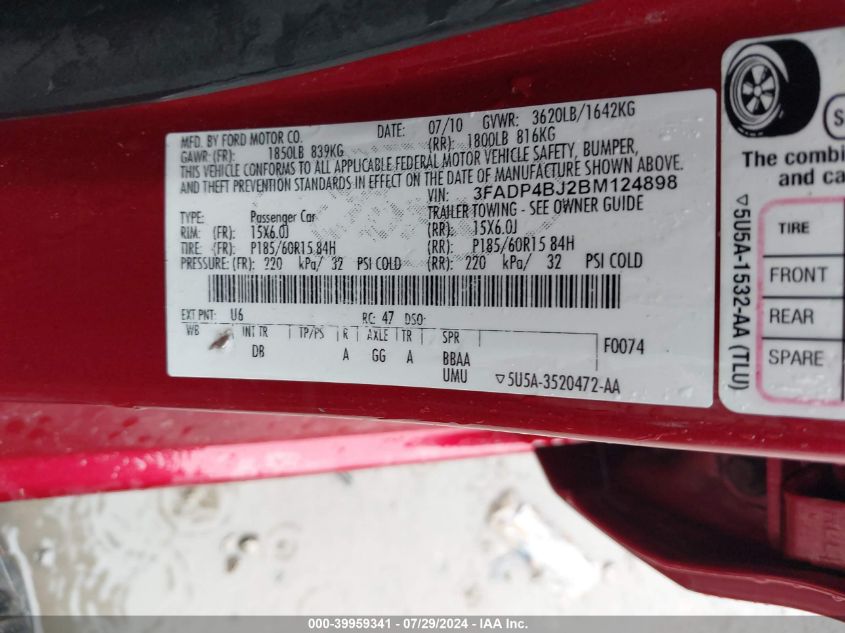 MFD. BY FORD MOTOR CO. DATE: 07/10 GVWR: 3620LB/1642KG
GAWR: (FR): 1850LB 839KG (RR): 1800LB 816KG
THIS VEHICLE CONFORMS TO ALL APPLICABLE FEDERAL MOTOR VEHICLE SAFETY, BUMPER,
AND THEFT PREVENTION STANDARDS IN EFFECT ON THE DATE OF MANUFACTURE SHOWN ABOVE.
VIN: 3FADP4BJ2BM124898
TYPE: Passenger Car TRAILER TOWING - SEE OWNER GUIDE
RIM: (FR): 15X6.0J (RR): 15X6.0J
TIRE: (FR): P185/60R15 84H (RR): P185/60R15 84H
PRESSURE: (FR): 220 kPa/ 32 PSI COLD (RR): 220 kPa/ 32 PSI COLD
EXT PNT: U6 RC: 47 DSO:
WB INT TR TP/PS R AXLE TR SPR F0074
DB A GG A BBAA
UMU ▽5U5A-3520472-AA
S
The combi
and ca
TIRE
FRONT
REAR
SPARE
▽5U5A-1532-AA (TLU)
000-39959341 - 07/29/2024 - IAA Inc.